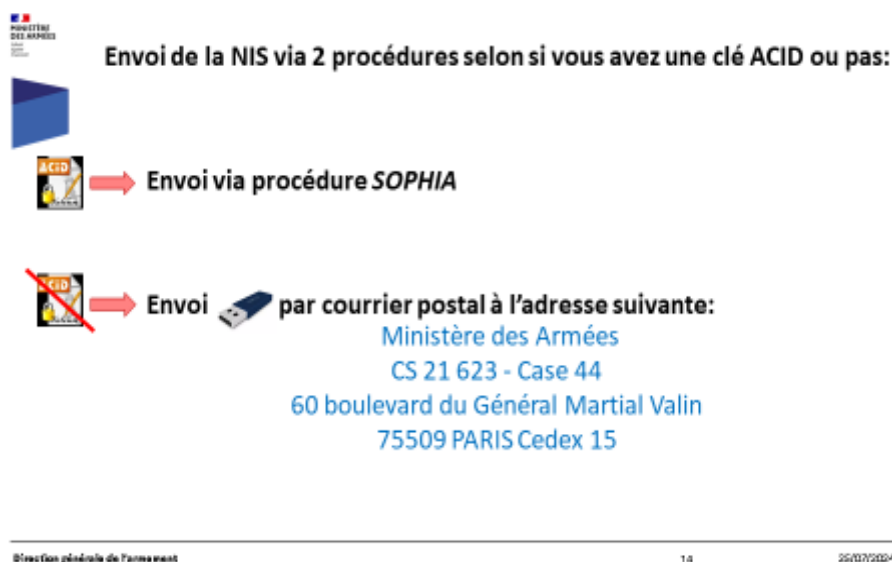 MINISTÈRE
DES ARMÉES
Envoi de la NIS via 2 procédures selon si vous avez une clé ACID ou pas:
ACID
Envoi via procédure SOPHIA
Envoi par courrier postal à l’adresse suivante:
Ministère des Armées
CS 21 623 - Case 44
60 boulevard du Général Martial Valin
75509 PARIS Cedex 15
Direction générale de l'armement
14
25/07/2024